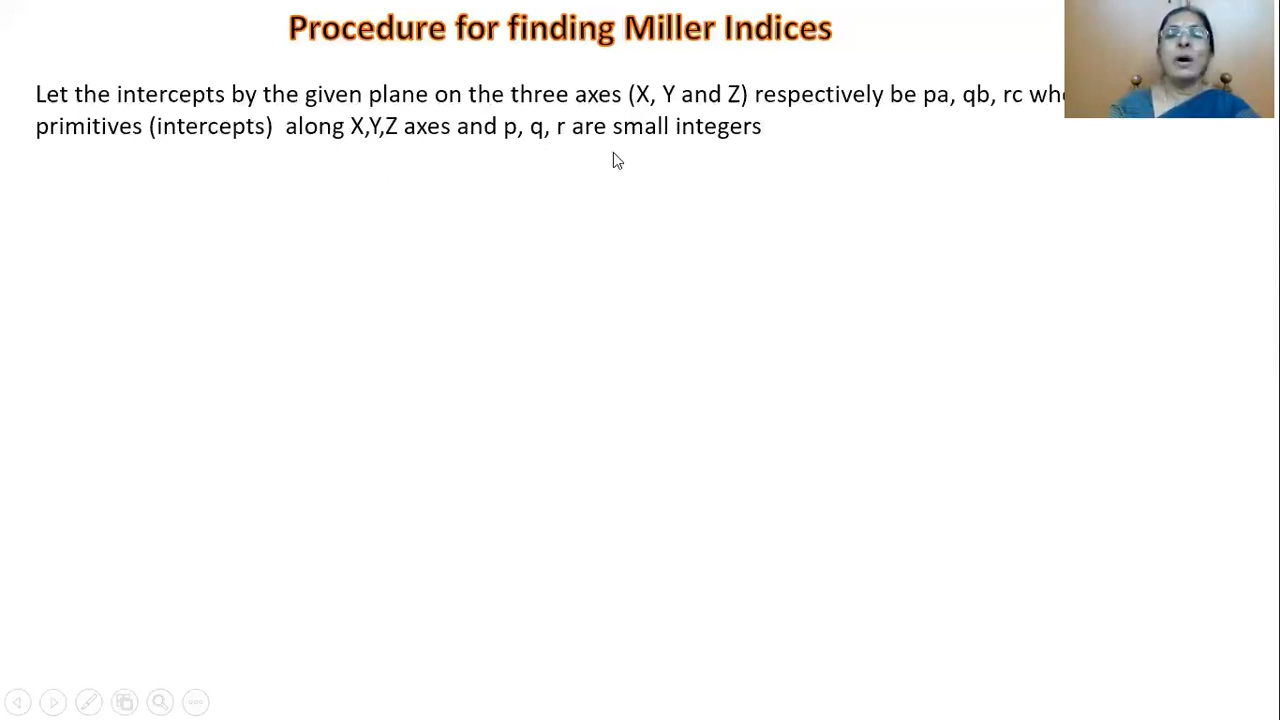 Procedure for finding Miller Indices
Let the intercepts by the given plane on the three axes (X, Y and Z) respectively be pa, qb, rc
primitives (intercepts) along X,Y,Z axes and p, q, r are small integers